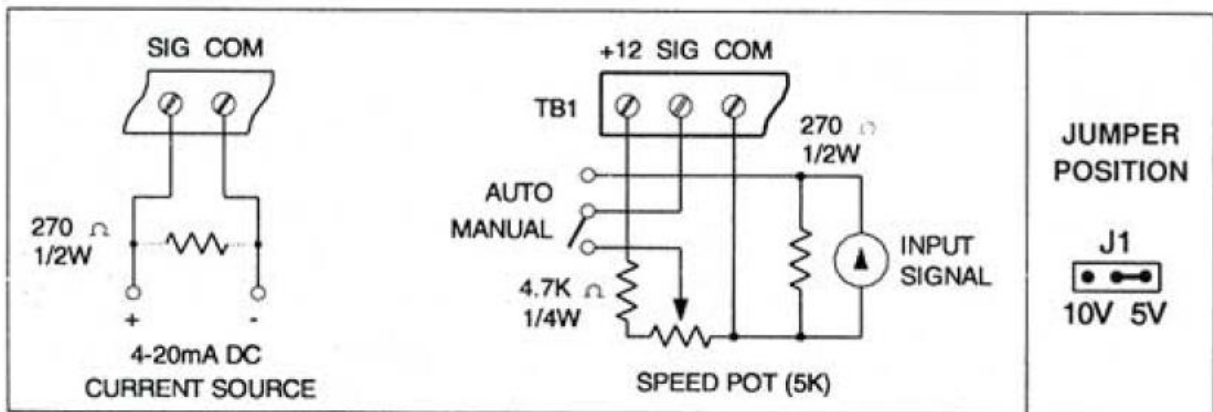 SIG COM
270 Ω
1/2W
+ -
4-20mA DC
CURRENT SOURCE
+12 SIG COM
TB1
270 Ω
1/2W
AUTO
MANUAL
4.7K Ω
1/4W
INPUT
SIGNAL
SPEED POT (5K)
JUMPER
POSITION
J1
10V 5V